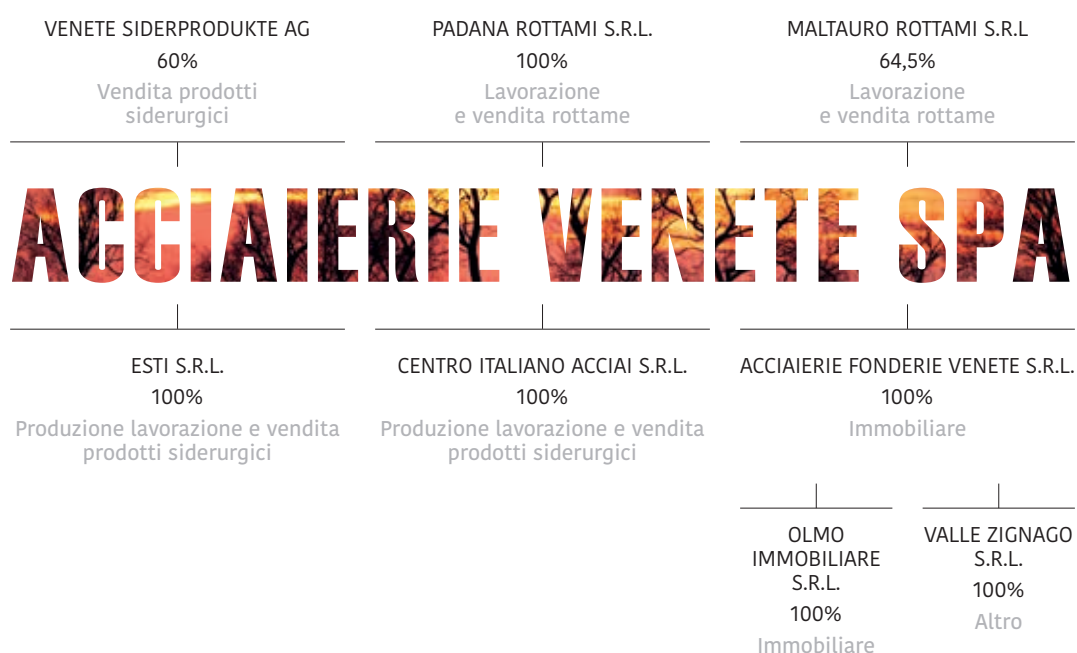 VENETE SIDERPRODUKTE AG
60%
Vendita prodotti
siderurgici
PADANA ROTTAMI S.R.L.
100%
Lavorazione
e vendita rottame
MALTAURO ROTTAMI S.R.L
64,5%
Lavorazione
e vendita rottame
ACCIAIERIE VENETE SPA
ESTI S.R.L.
100%
Produzione lavorazione e vendita
prodotti siderurgici
CENTRO ITALIANO ACCIAI S.R.L.
100%
Produzione lavorazione e vendita
prodotti siderurgici
ACCIAIERIE FONDERIE VENETE S.R.L.
100%
Immobiliare
OLMO
IMMOBILIARE
S.R.L.
100%
Immobiliare
VALLE ZIGNAGO
S.R.L.
100%
Altro